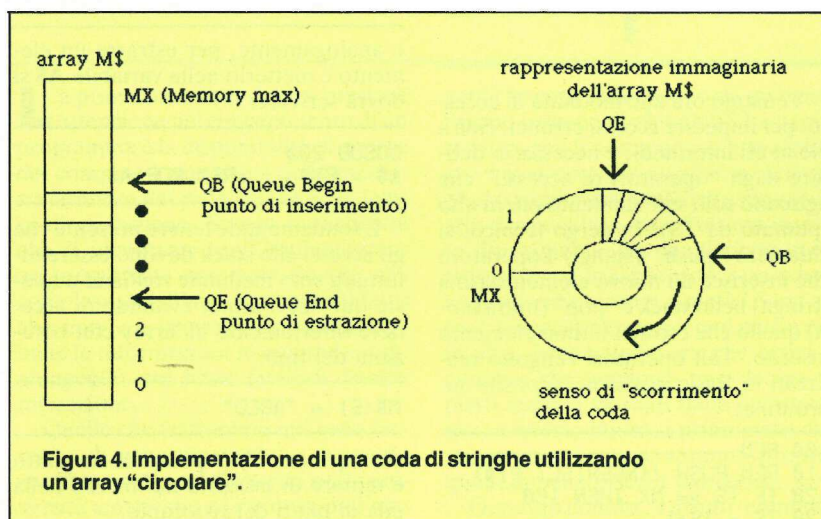 array M$
MX (Memory max)
QB (Queue Begin
punto di inserimento)
QE (Queue End
punto di estrazione)
2
1
0
rappresentazione immaginaria
dell'array M$
QE
1
0
MX
QB
senso di "scorrimento"
della coda
Figura 4. Implementazione di una coda di stringhe utilizzando
un array "circolare".